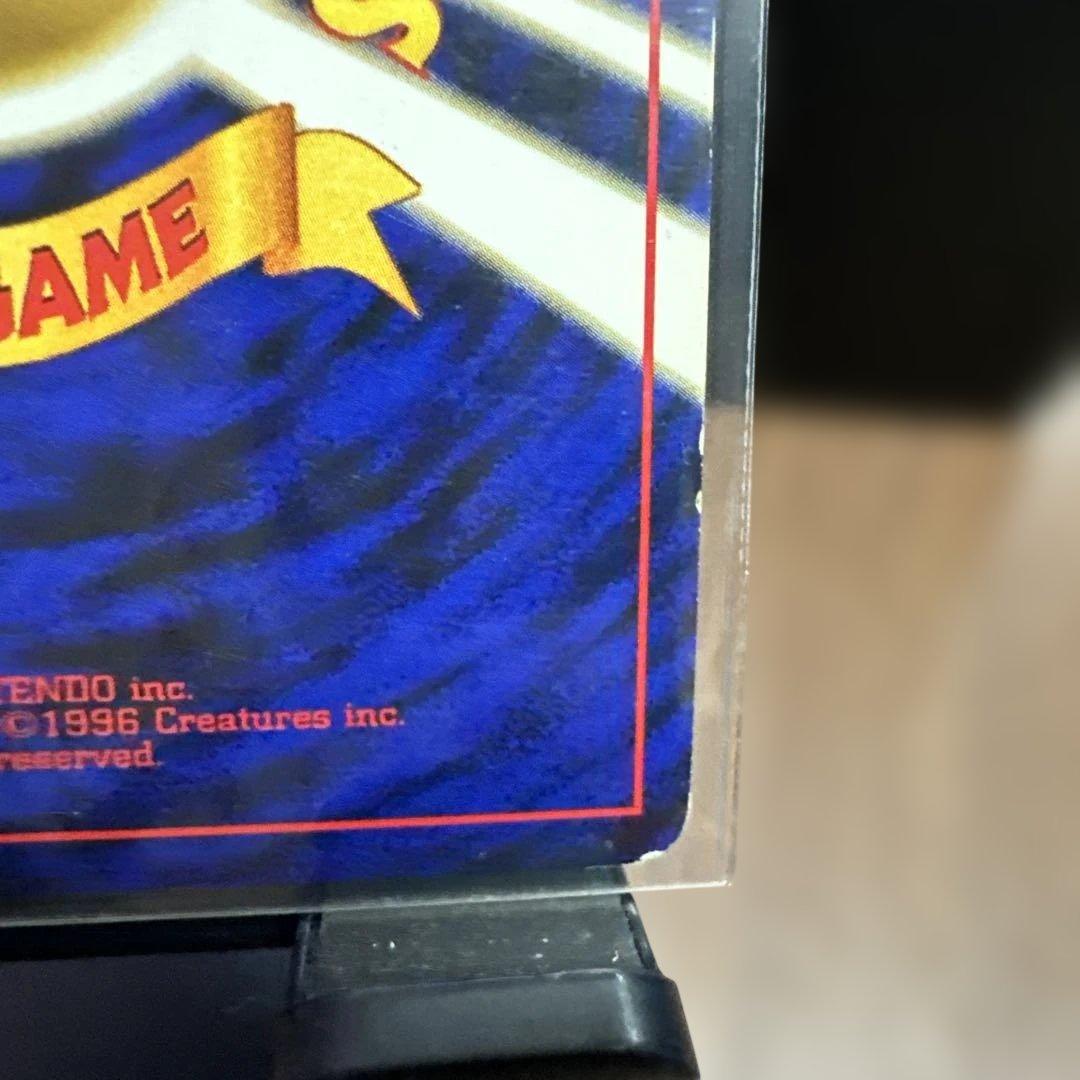 S
GAME
TENDO inc.
©1996 Creatures inc.
reserved.